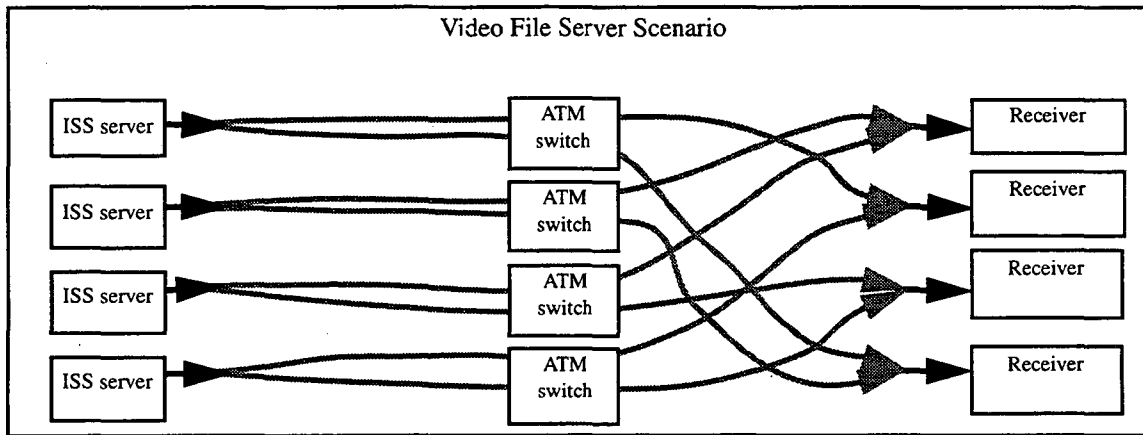 Video File Server Scenario
ISS server
ATM
switch
Receiver
ISS server
ATM
switch
Receiver
ISS server
ATM
switch
Receiver
ISS server
ATM
switch
Receiver